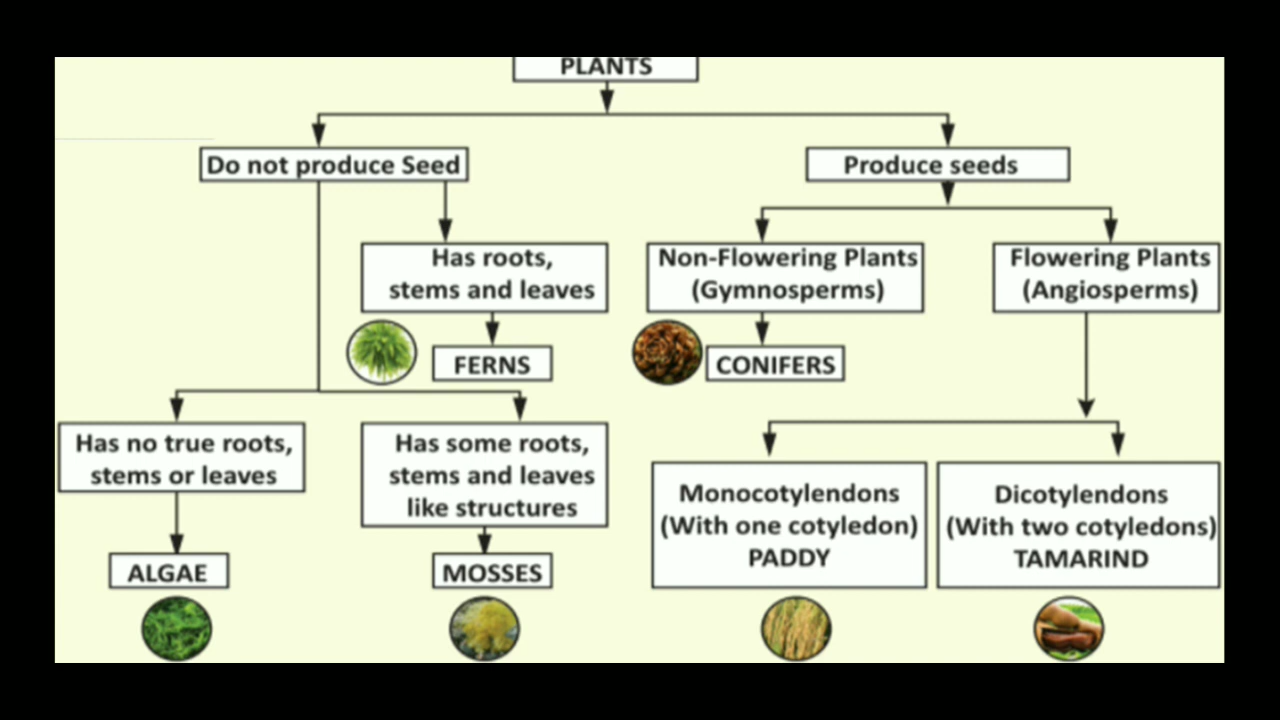 PLANTS
Do not produce Seed
Produce seeds
Has roots,
stems and leaves
Non-Flowering Plants
(Gymnosperms)
Flowering Plants
(Angiosperms)
FERNS
CONIFERS
Has no true roots,
stems or leaves
Has some roots,
stems and leaves
like structures
Monocotylendons
(With one cotyledon)
PADDY
Dicotylendons
(With two cotyledons)
TAMARIND
ALGAE
MOSSES